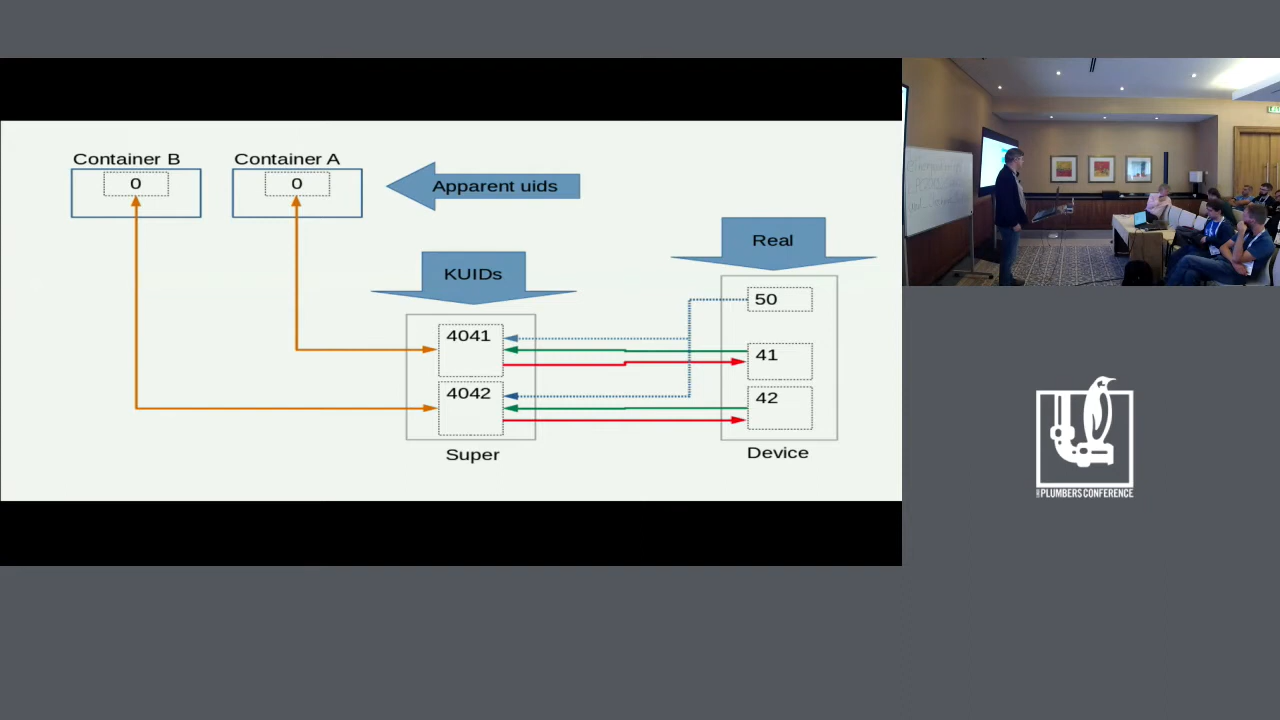 Container B
Container A
0
0
Apparent uids
Real
KUIDs
50
4041
41
4042
42
Super
Device
PLUMBERS CONFERENCE